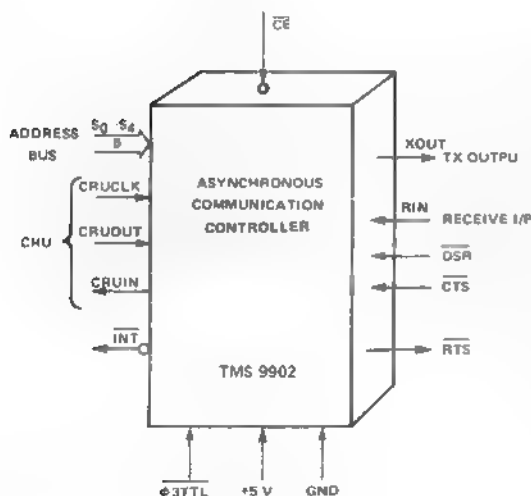 CE
ADDRESS
BUS
S0 -S4
CRUCLK
CRUOUT
CRUIN
CRU
INT
ASYNCHRONOUS
COMMUNICATION
CONTROLLER
TMS 9902
XOUT
TX OUTPU
RIN
RECEIVE I/P
DSR
CTS
RTS
φ3TTL
+5 V
GND